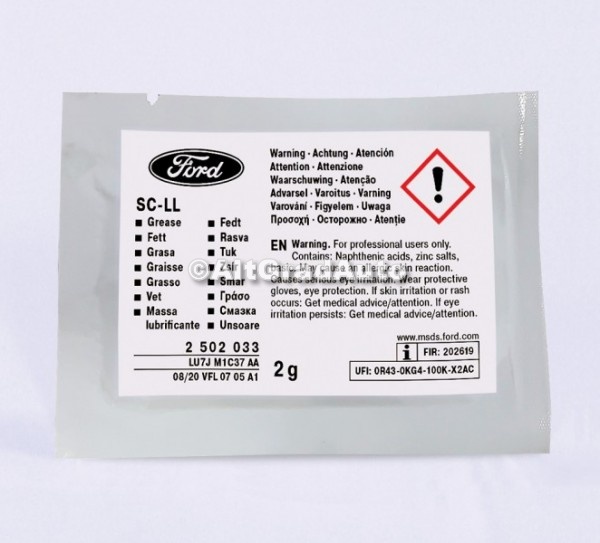 Ford
SC-LL
Grease
Fett
Grasa
Graisse
Grasso
Vet
Massa
lubrificante
Fedt
Rasva
Tuk
Zsír
Smar
Γράσο
Смазка
Unsoare
2 502 033
LU7J M1C37 AA
08/20 VFL 07 05 A1
2 g
Warning · Achtung · Atención
Attention · Attenzione
Waarschuwing · Atenção
Advarsel · Varoitus · Varning
Varování · Figyelem · Uwaga
Προσοχή · Осторожно · Atenție
EN Warning. For professional users only.
Contains: Naphthenic acids, zinc salts,
basic. May cause an allergic skin reaction.
Causes serious eye irritation. Wear protective
gloves, eye protection. If skin irritation or rash
occurs: Get medical advice/attention. If eye
irritation persists: Get medical advice/attention.
www.msds.ford.com
i FIR: 202619
UFI: 0R43-0KG4-100K-X2AC
©AltGradAuto